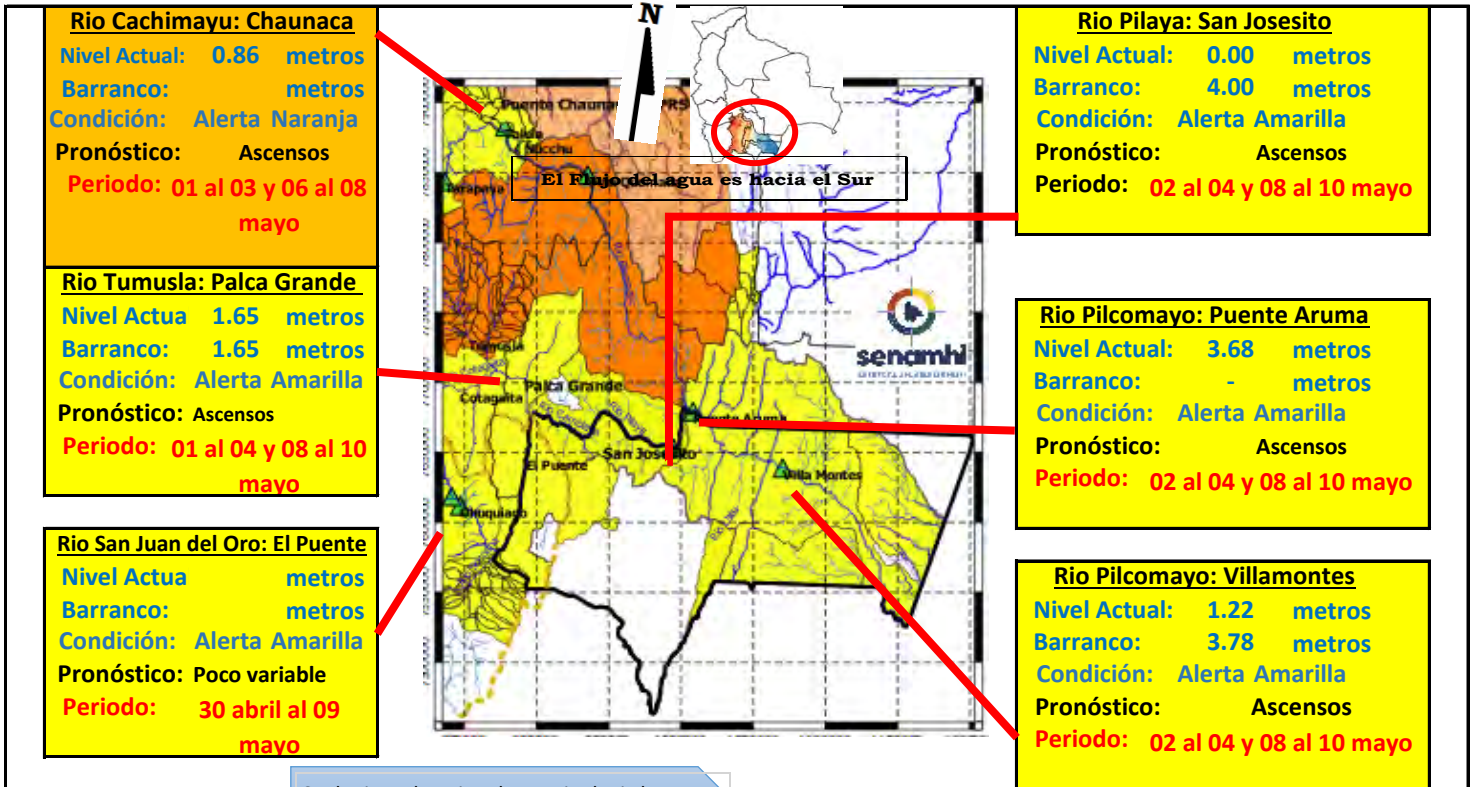 Rio Cachimayu: Chaunaca
Nivel Actual: 0.86 metros
Barranco: metros
Condición: Alerta Naranja
Pronóstico: Ascensos
Periodo: 01 al 03 y 06 al 08
mayo
Rio Tumusla: Palca Grande
Nivel Actua 1.65 metros
Barranco: 1.65 metros
Condición: Alerta Amarilla
Pronóstico: Ascensos
Periodo: 01 al 04 y 08 al 10
mayo
Rio San Juan del Oro: El Puente
Nivel Actua metros
Barranco: metros
Condición: Alerta Amarilla
Pronóstico: Poco variable
Periodo: 30 abril al 09
mayo
N
Puente Chauna
Nucchu
El Flujo del agua es hacia el Sur
Tarapaya
Tumusla
Palca Grande
Cotagaita
Puente Aruma
San Josesito
El Puente
Villa Montes
Chuquiago
senamhi
Rio Pilaya: San Josesito
Nivel Actual: 0.00 metros
Barranco: 4.00 metros
Condición: Alerta Amarilla
Pronóstico: Ascensos
Periodo: 02 al 04 y 08 al 10 mayo
Rio Pilcomayo: Puente Aruma
Nivel Actual: 3.68 metros
Barranco: - metros
Condición: Alerta Amarilla
Pronóstico: Ascensos
Periodo: 02 al 04 y 08 al 10 mayo
Rio Pilcomayo: Villamontes
Nivel Actual: 1.22 metros
Barranco: 3.78 metros
Condición: Alerta Amarilla
Pronóstico: Ascensos
Periodo: 02 al 04 y 08 al 10 mayo